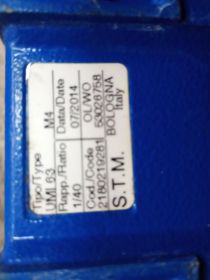 Tipo/Type M4
UMI 63
Rapp./Ratio Data/Date
1/40 07/2014
Cod./Code OL/WO
2180219281 53028758
S.T.M. BOLOGNA
Italy